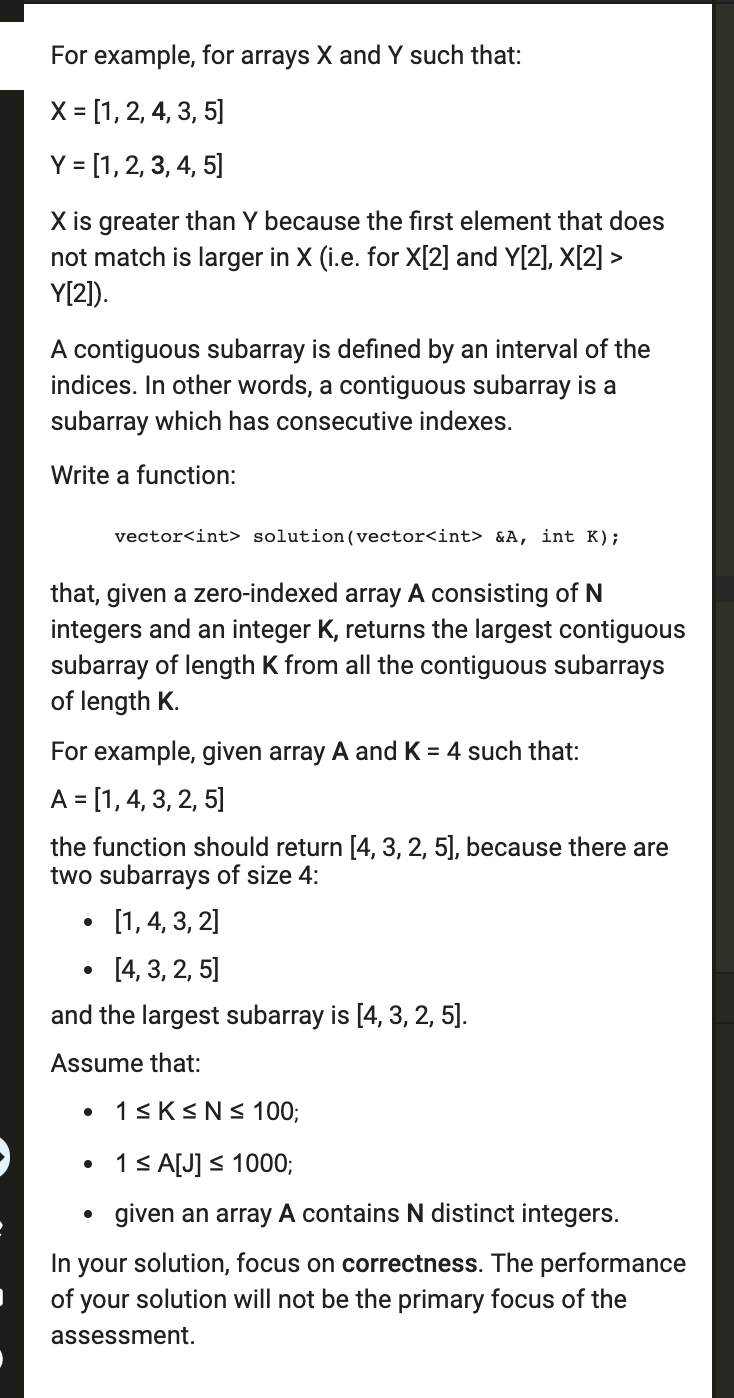 For example, for arrays X and Y such that:
X = [1, 2, 4, 3, 5]
Y = [1, 2, 3, 4, 5]
X is greater than Y because the first element that does
not match is larger in X (i.e. for X[2] and Y[2], X[2] >
Y[2]).
A contiguous subarray is defined by an interval of the
indices. In other words, a contiguous subarray is a
subarray which has consecutive indexes.
Write a function:
vector<int> solution(vector<int> &A, int K);
that, given a zero-indexed array A consisting of N
integers and an integer K, returns the largest contiguous
subarray of length K from all the contiguous subarrays
of length K.
For example, given array A and K = 4 such that:
A = [1, 4, 3, 2, 5]
the function should return [4, 3, 2, 5], because there are
two subarrays of size 4:
• [1, 4, 3, 2]
• [4, 3, 2, 5]
and the largest subarray is [4, 3, 2, 5].
Assume that:
• 1 ≤ K ≤ N ≤ 100;
• 1 ≤ A[J] ≤ 1000;
• given an array A contains N distinct integers.
In your solution, focus on correctness. The performance
of your solution will not be the primary focus of the
assessment.